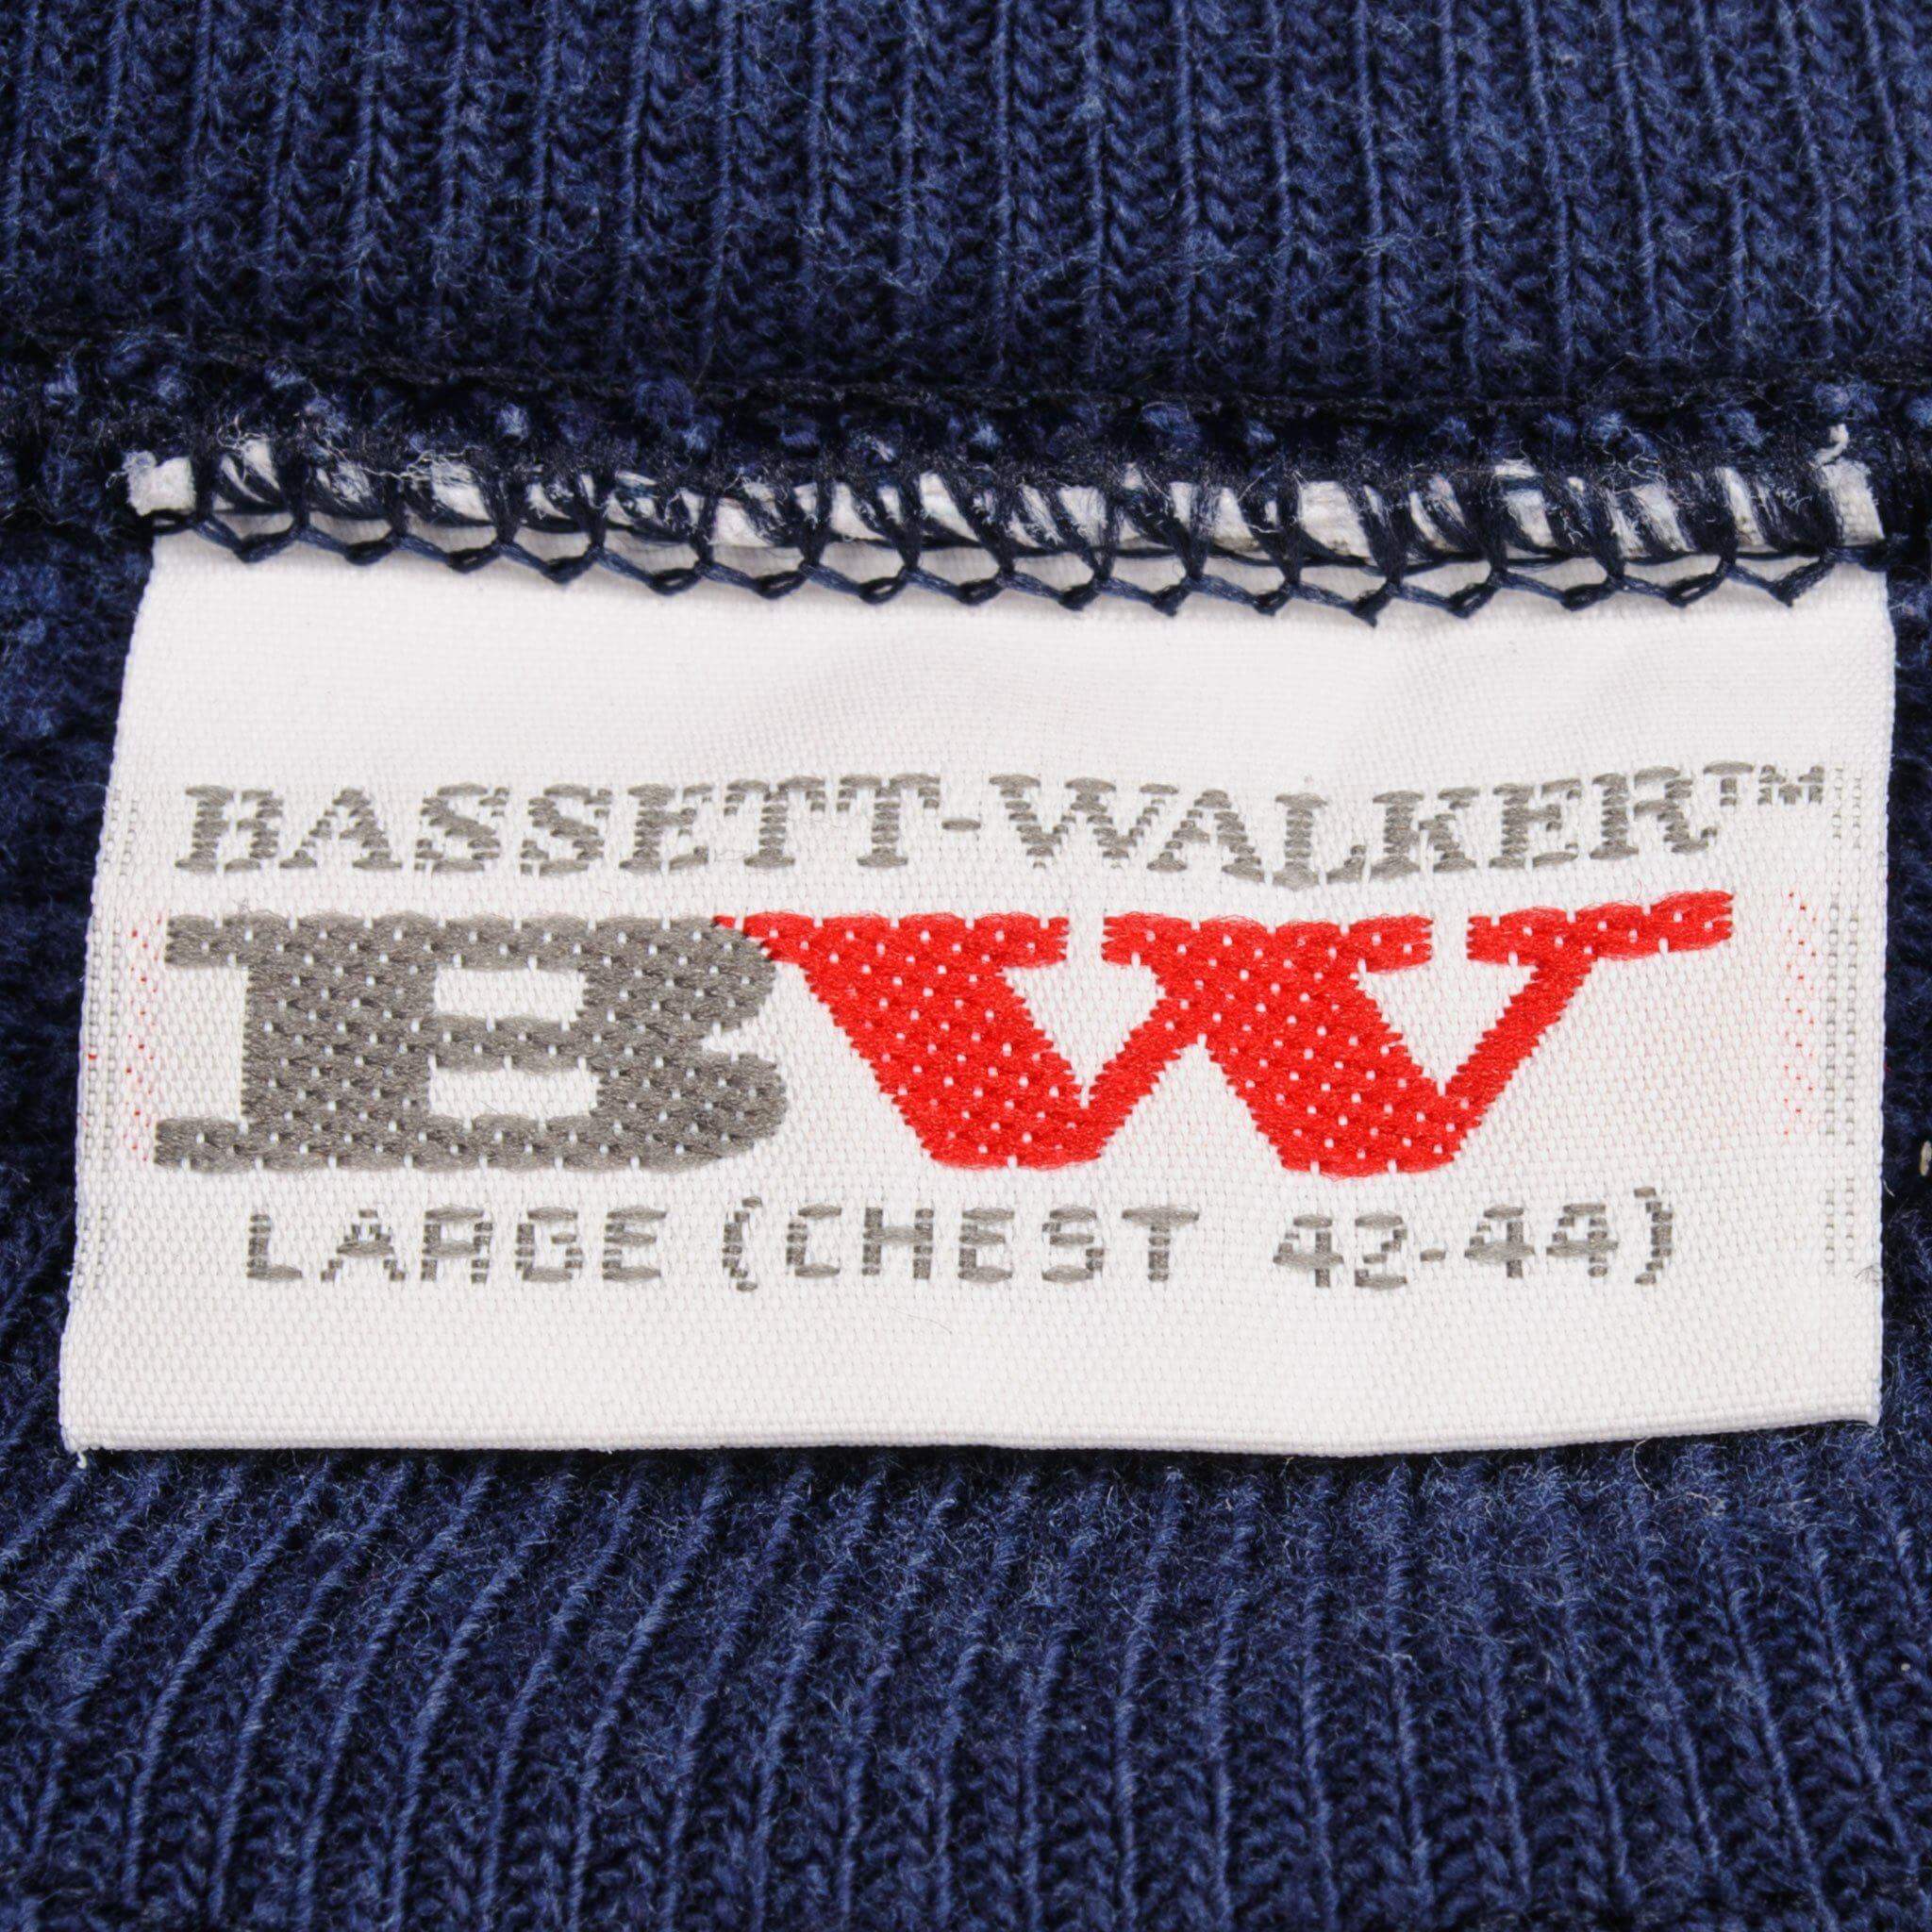 BASSETT-WALKER™
BW
LARGE (CHEST 42-44)